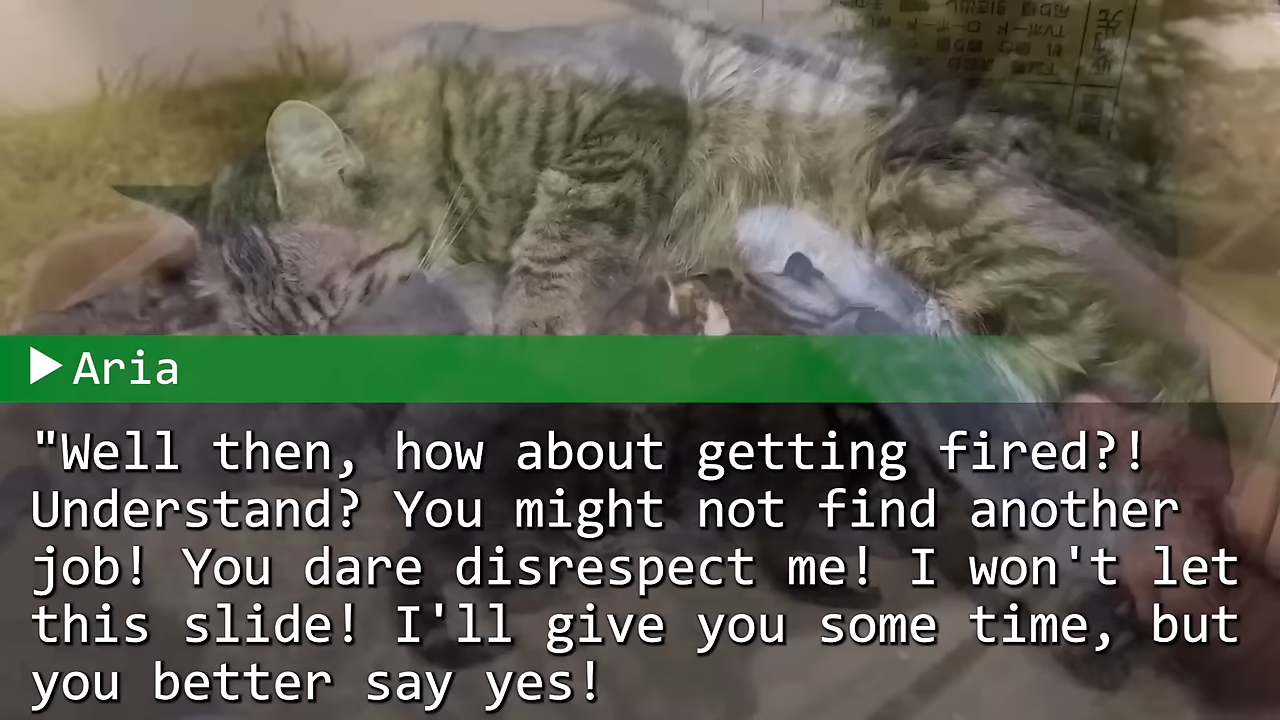 Aria
"Well then, how about getting fired?!
Understand? You might not find another
job! You dare disrespect me! I won't let
this slide! I'll give you some time, but
you better say yes!